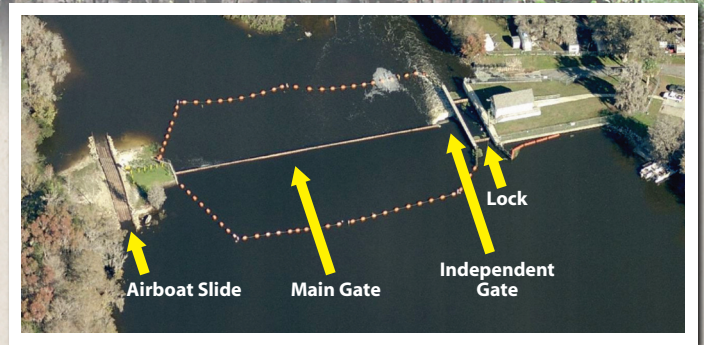 Lock
Airboat Slide
Main Gate
Independent
Gate